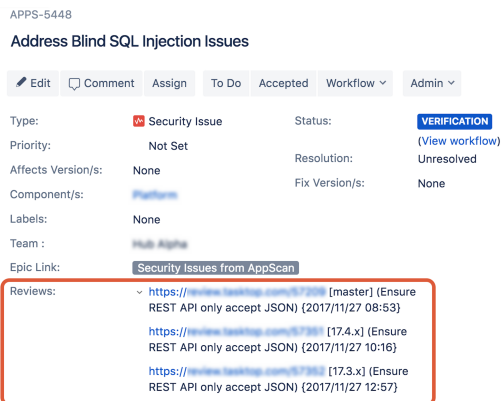 APPS-5448
Address Blind SQL Injection Issues
Edit Comment Assign To Do Accepted Workflow Admin
Type: Security Issue
Status: VERIFICATION
(View workflow)
Priority: Not Set
Resolution: Unresolved
Affects Version/s: None
Fix Version/s: None
Component/s:
Labels: None
Team :
Epic Link: Security Issues from AppScan
Reviews: https:// [master] (Ensure
REST API only accept JSON) {2017/11/27 08:53}
https:// [17.4.x] (Ensure
REST API only accept JSON) {2017/11/27 10:16}
https:// [17.3.x] (Ensure
REST API only accept JSON) {2017/11/27 12:57}